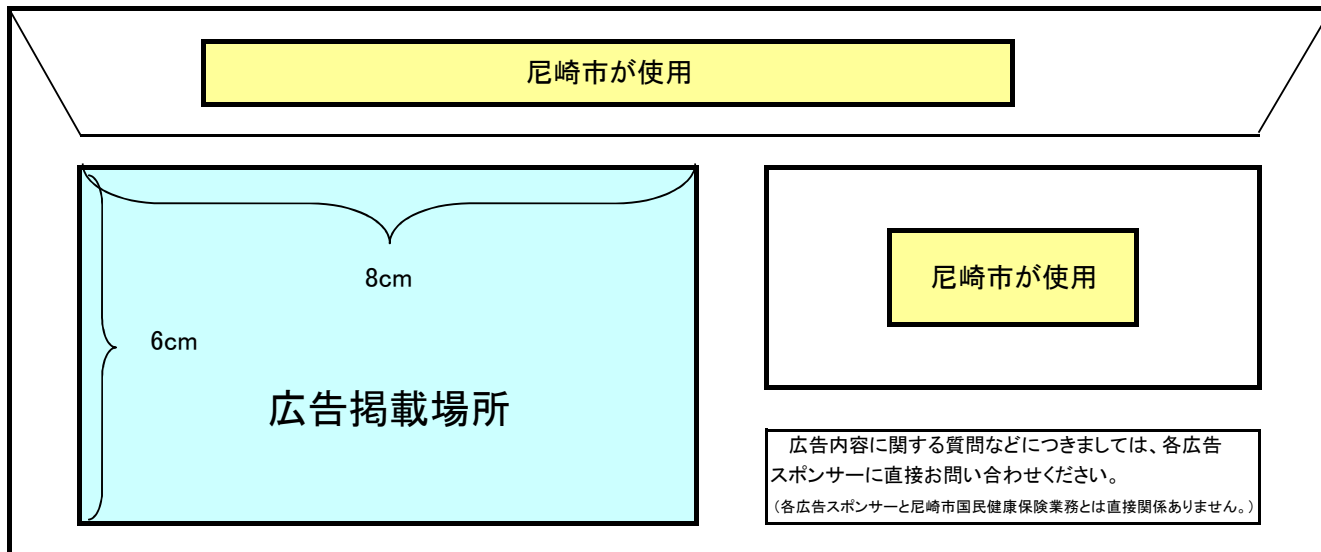 尼崎市が使用
8cm
6cm
広告掲載場所
尼崎市が使用
広告内容に関する質問などにつきましては、各広告
スポンサーに直接お問い合わせください。
（各広告スポンサーと尼崎市国民健康保険業務とは直接関係ありません。）